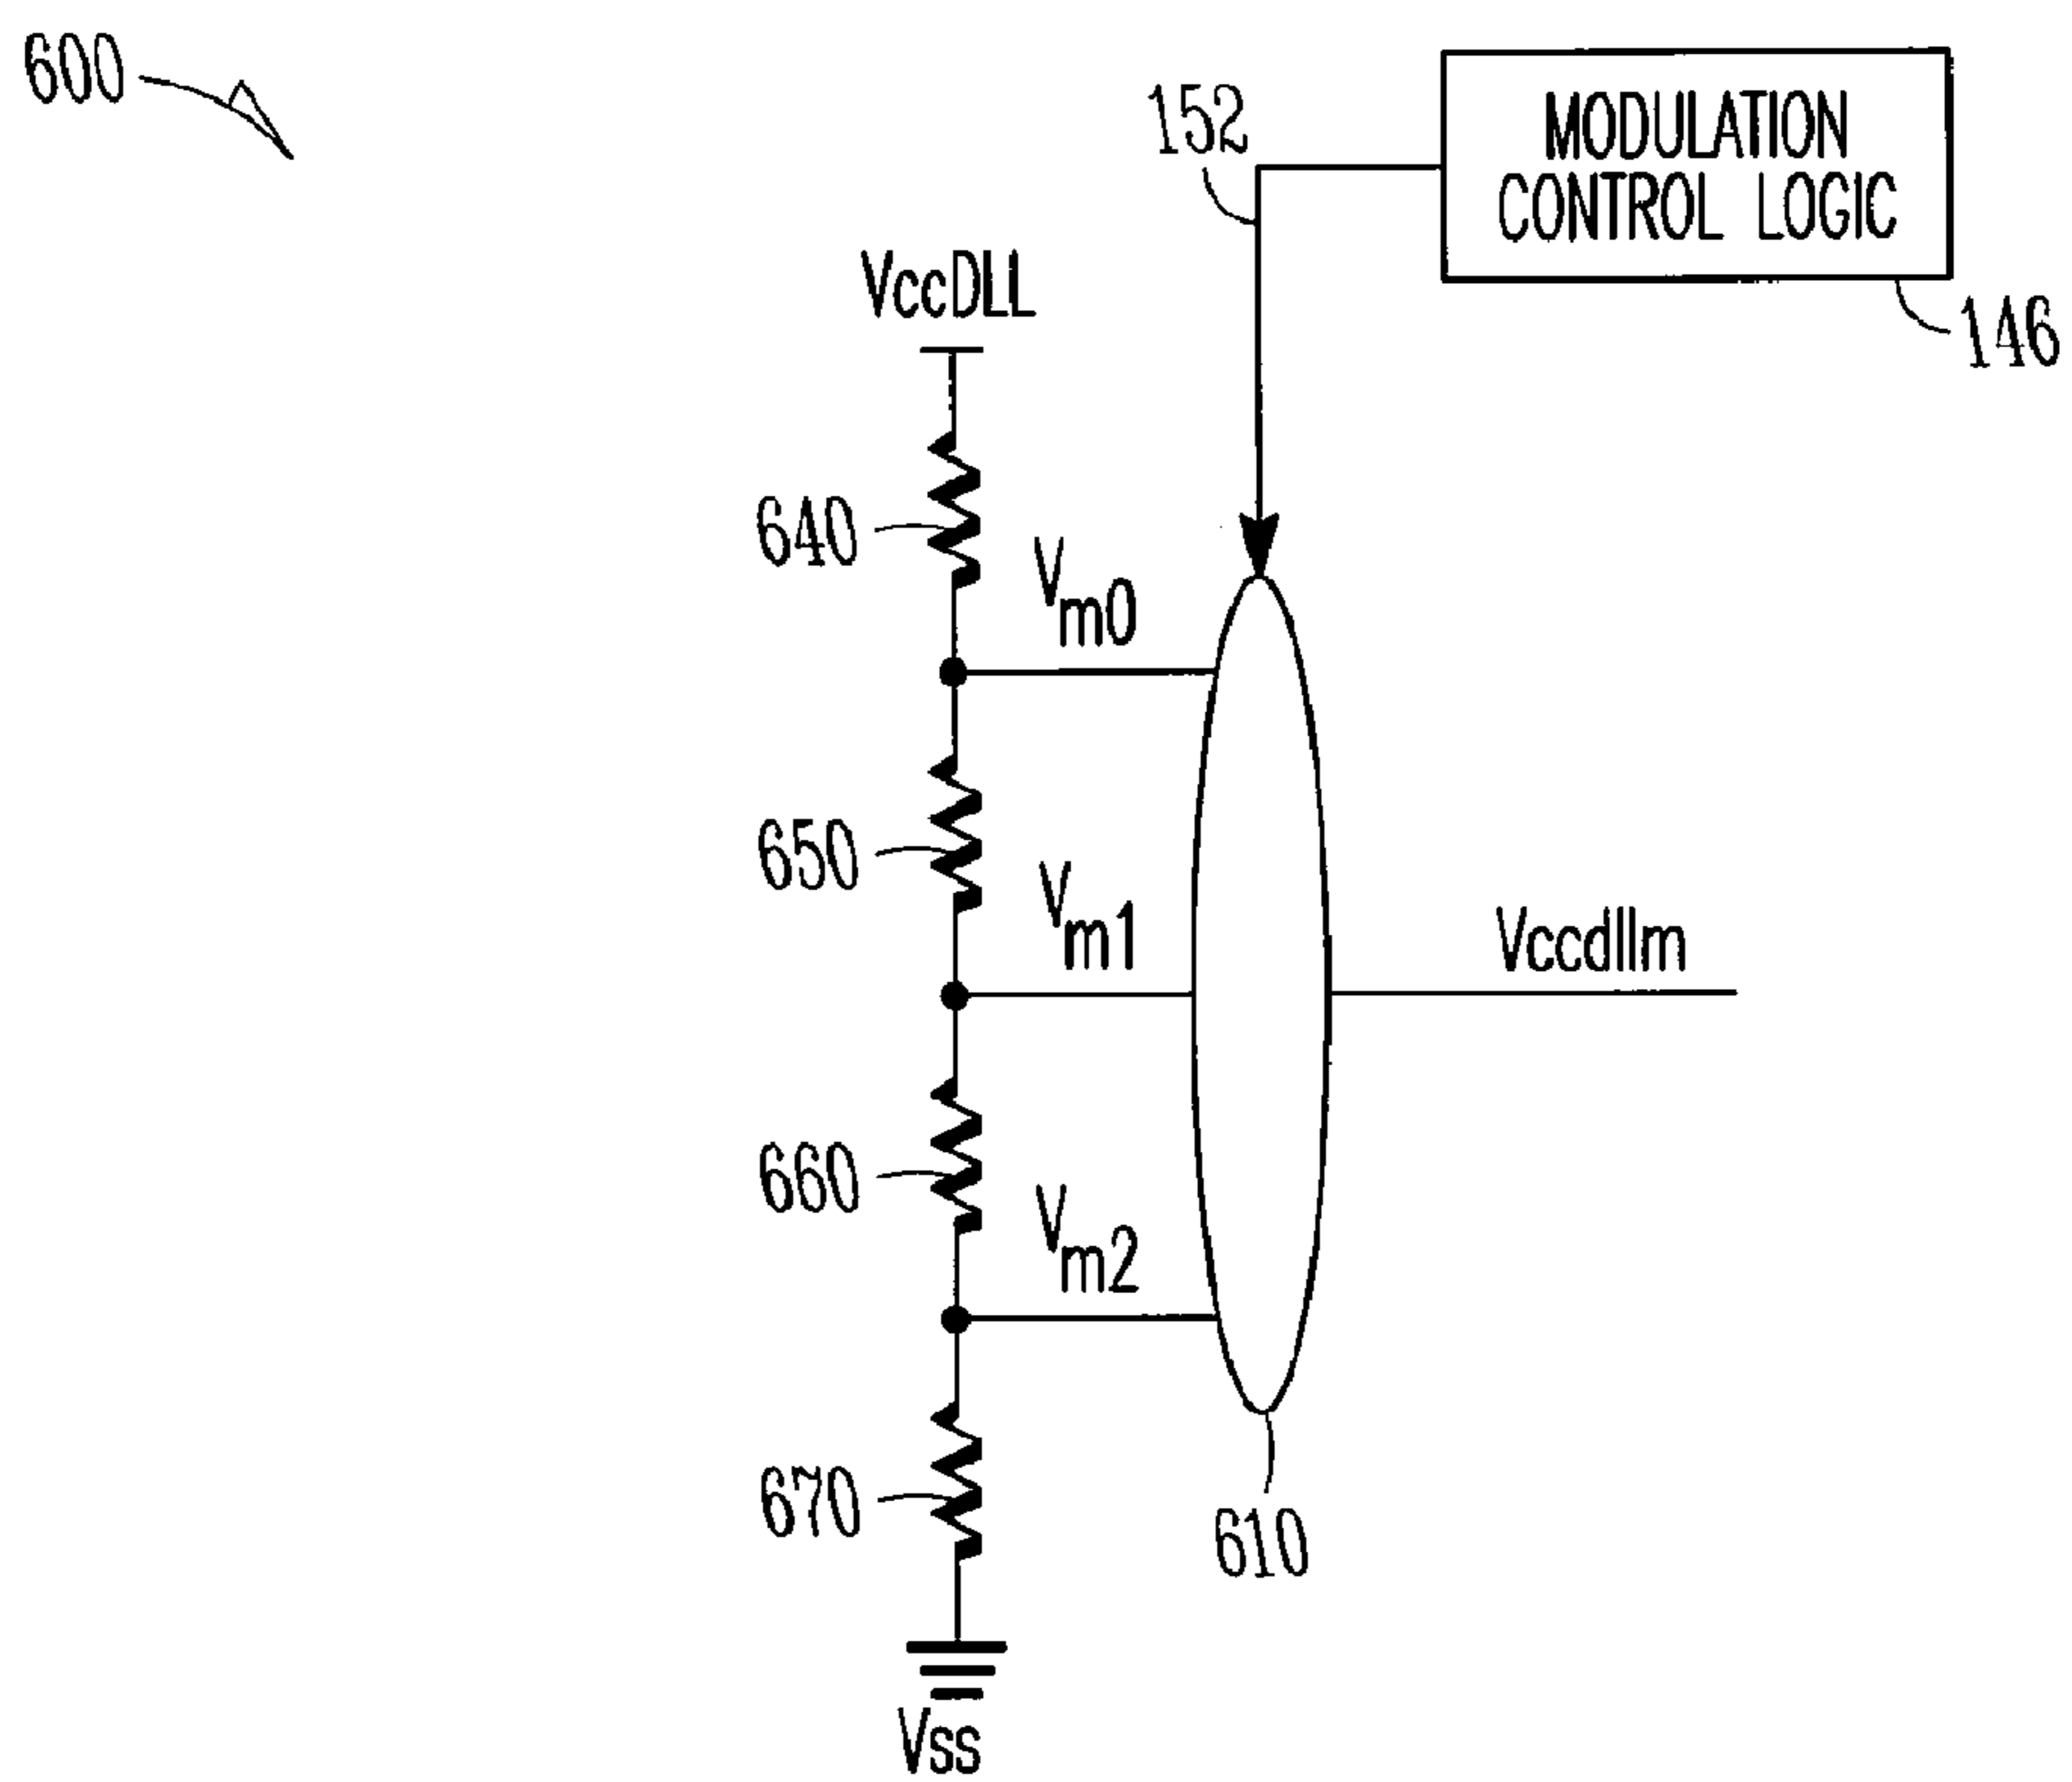 600
152
MODULATION
CONTROL LOGIC
146
VccDLL
640
Vm0
650
Vm1
Vccdllm
660
Vm2
670
610
Vss